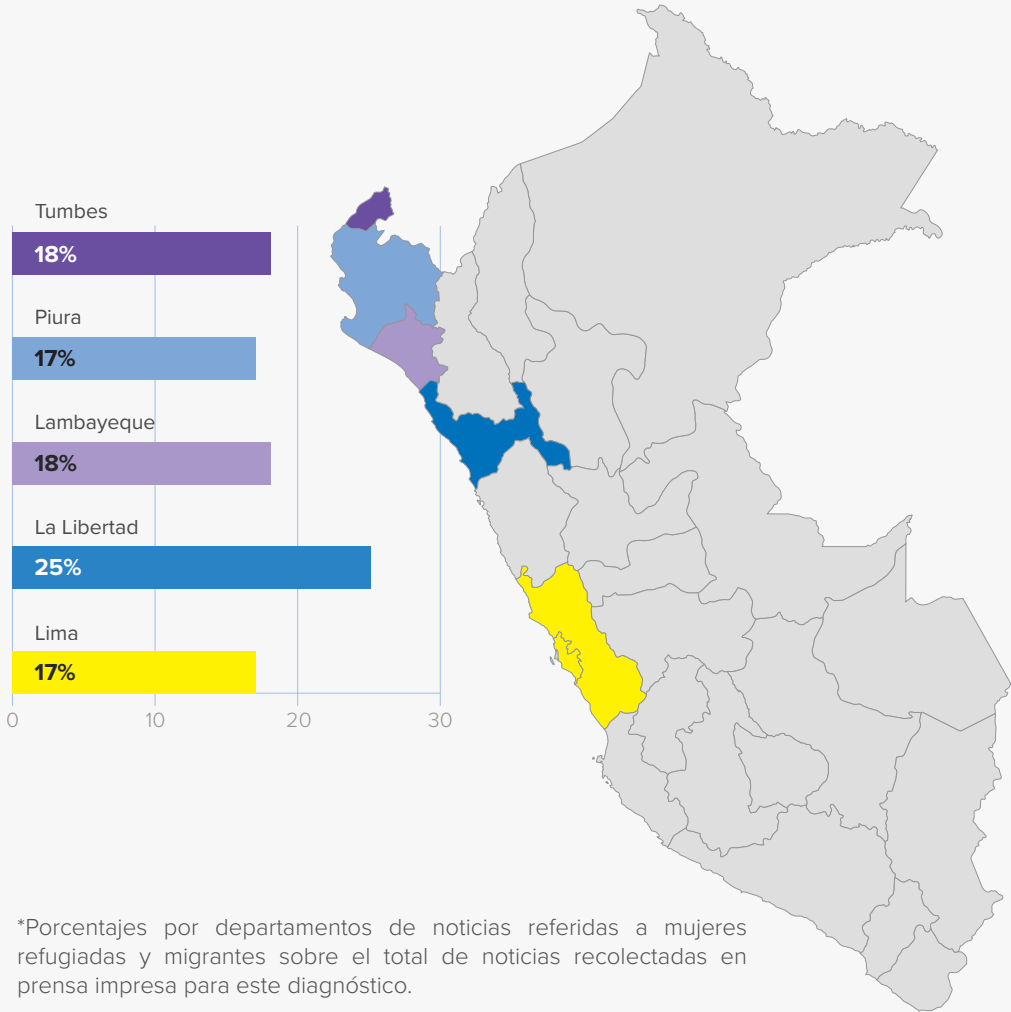 Tumbes
18%
Piura
17%
Lambayeque
18%
La Libertad
25%
Lima
17%
0 10 20 30
*Porcentajes por departamentos de noticias referidas a mujeres
refugiadas y migrantes sobre el total de noticias recolectadas en
prensa impresa para este diagnóstico.